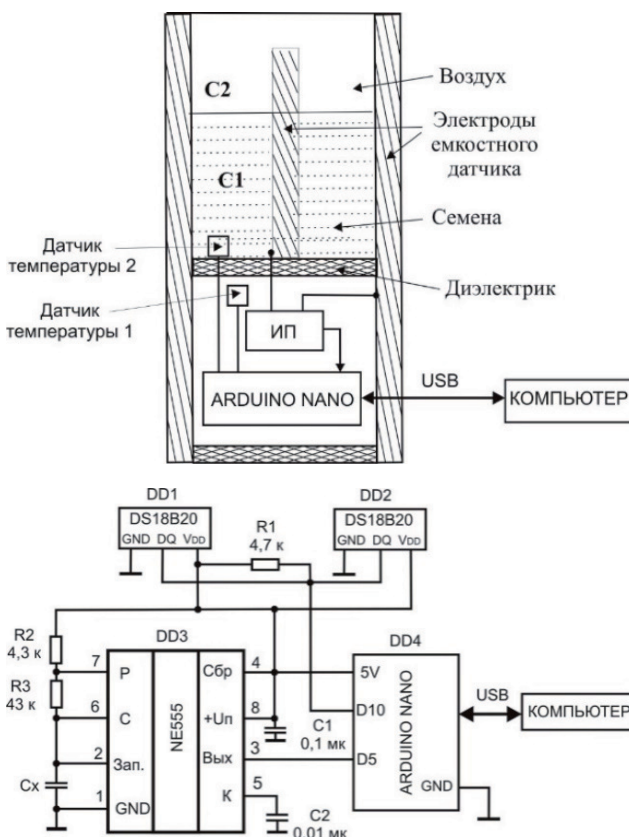 C2
Воздух
Электроды
емкостного
датчика
C1
Семена
Датчик
температуры 2
Диэлектрик
Датчик
температуры 1
ИП
USB
ARDUINO NANO
КОМПЬЮТЕР
DD1
DD2
DS18B20
GND DQ VDD
R1
4,7 к
DS18B20
GND DQ VDD
R2
4,3 к
DD3
DD4
7
P
Сбр
4
5V
R3
43 к
NE555
ARDUINO NANO
USB
КОМПЬЮТЕР
6
C
+Uп
8
C1
0,1 мк
D10
2
Зап.
Вых
3
D5
Cx
1
GND
К
5
GND
C2
0,01 мк